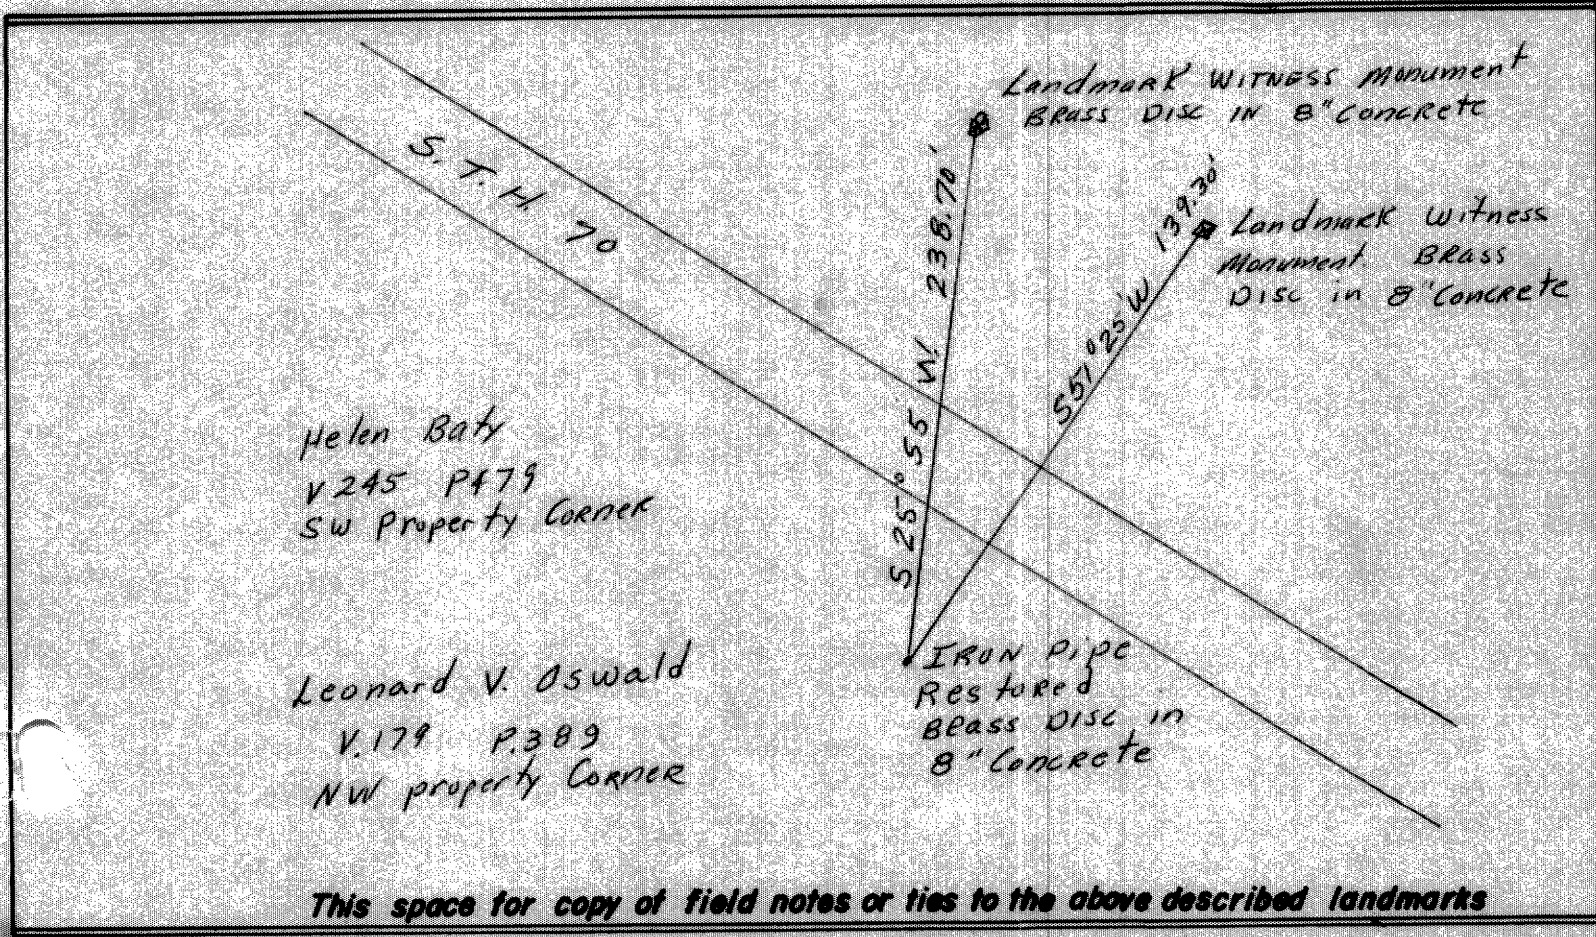 Landmark Witness Monument
Brass Disc in 8" Concrete
S. T. H. 70
238.70'
S 25° 55' W.
139.30'
S57°25'W
Landmark Witness
Monument. Brass
Disc in 8" Concrete
Helen Baty
V 245 P479
SW Property Corner
Leonard V. Oswald
V.179 P.389
NW property Corner
Iron Pipe
Restored
Brass Disc in
8" Concrete
This space for copy of field notes or ties to the above described landmarks